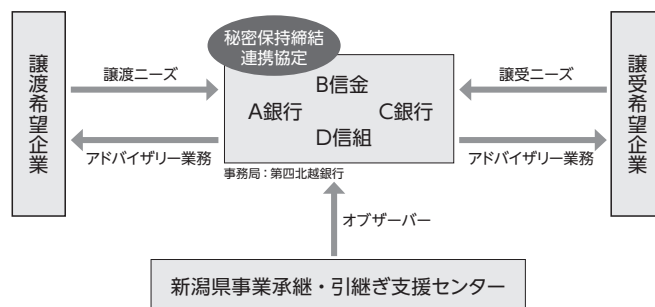 秘密保持締結
連携協定
譲渡希望企業
譲渡ニーズ
アドバイザリー業務
B信金
A銀行
C銀行
D信組
事務局：第四北越銀行
譲受ニーズ
アドバイザリー業務
譲受希望企業
オブザーバー
新潟県事業承継・引継ぎ支援センター